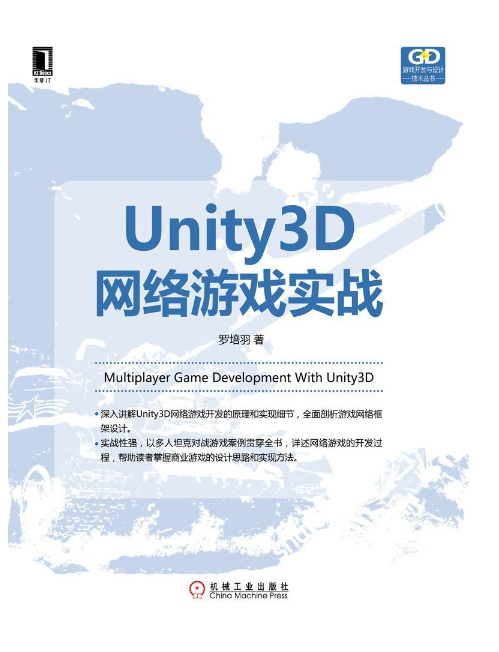 华章 IT
G+D
游戏开发与设计
技术丛书
Unity3D
网络游戏实战
罗培羽 著
Multiplayer Game Development With Unity3D
● 深入讲解Unity3D网络游戏开发的原理和实现细节，全面剖析游戏网络框
架设计。
● 实战性强，以多人坦克对战游戏案例贯穿全书，详述网络游戏的开发过
程，帮助读者掌握商业游戏的设计思路和实现方法。
机械工业出版社
China Machine Press